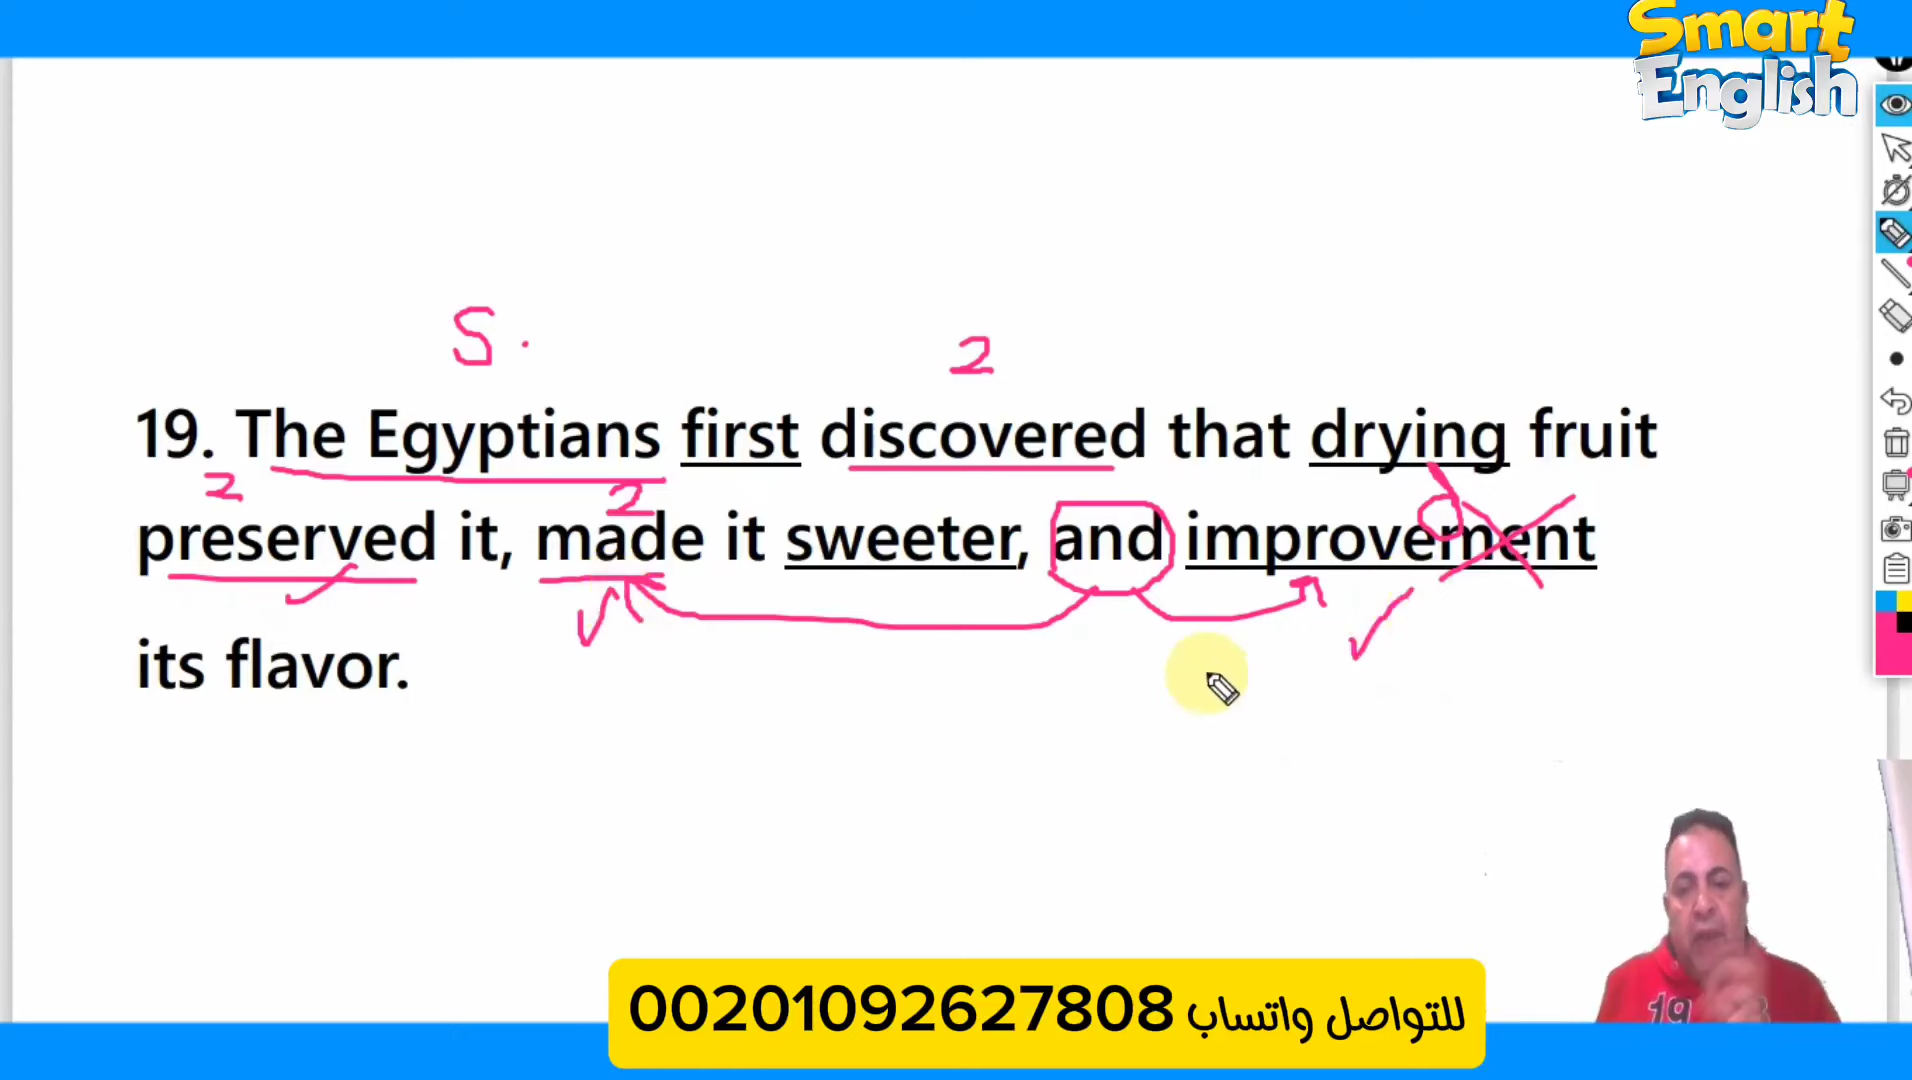 Smart
English
S.
2
19. The Egyptians first discovered that drying fruit
2
2
d
preserved it, made it sweeter, and improvement
its flavor.
19
للتواصل واتساب 00201092627808